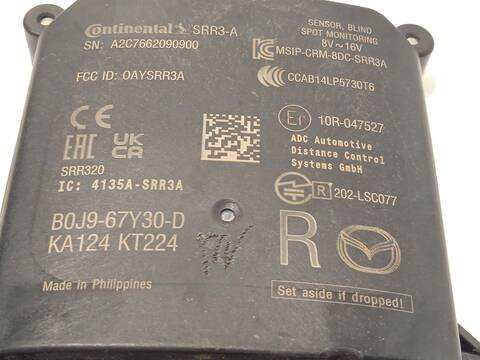 Continental SRR3-A
SN: A2C7662090900
FCC ID: OAYSRR3A
SENSOR, BLIND
SPOT MONITORING
8V~16V
MSIP-CRM-8DC-SRR3A
CCAB14LP5730T6
CE
EAC
UK
CA
SRR320
IC: 4135A-SRR3A
10R-047527
ADC Automotive
Distance Control
Systems GmbH
R 202-LSC077
B0J9-67Y30-D
KA124 KT224
R
Made in Philippines
Set aside if dropped!